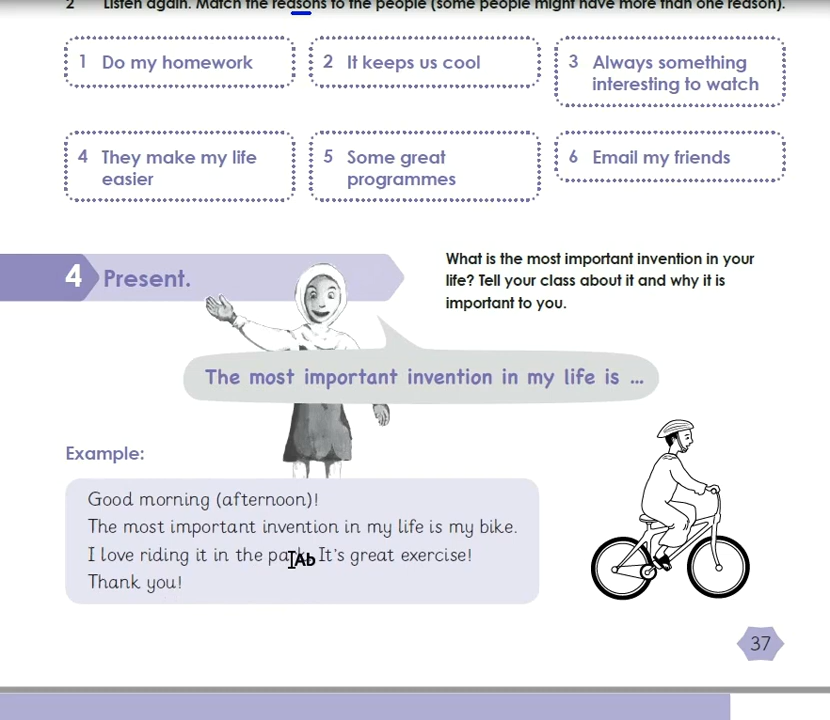 2 Listen again. Match the reasons to the people (some people might have more than one reason).
1 Do my homework
2 It keeps us cool
3 Always something
interesting to watch
4 They make my life
easier
5 Some great
programmes
6 Email my friends
4 Present.
What is the most important invention in your
life? Tell your class about it and why it is
important to you.
The most important invention in my life is ...
Example:
Good morning (afternoon)!
The most important invention in my life is my bike.
I love riding it in the park. It's great exercise!
Thank you!
37